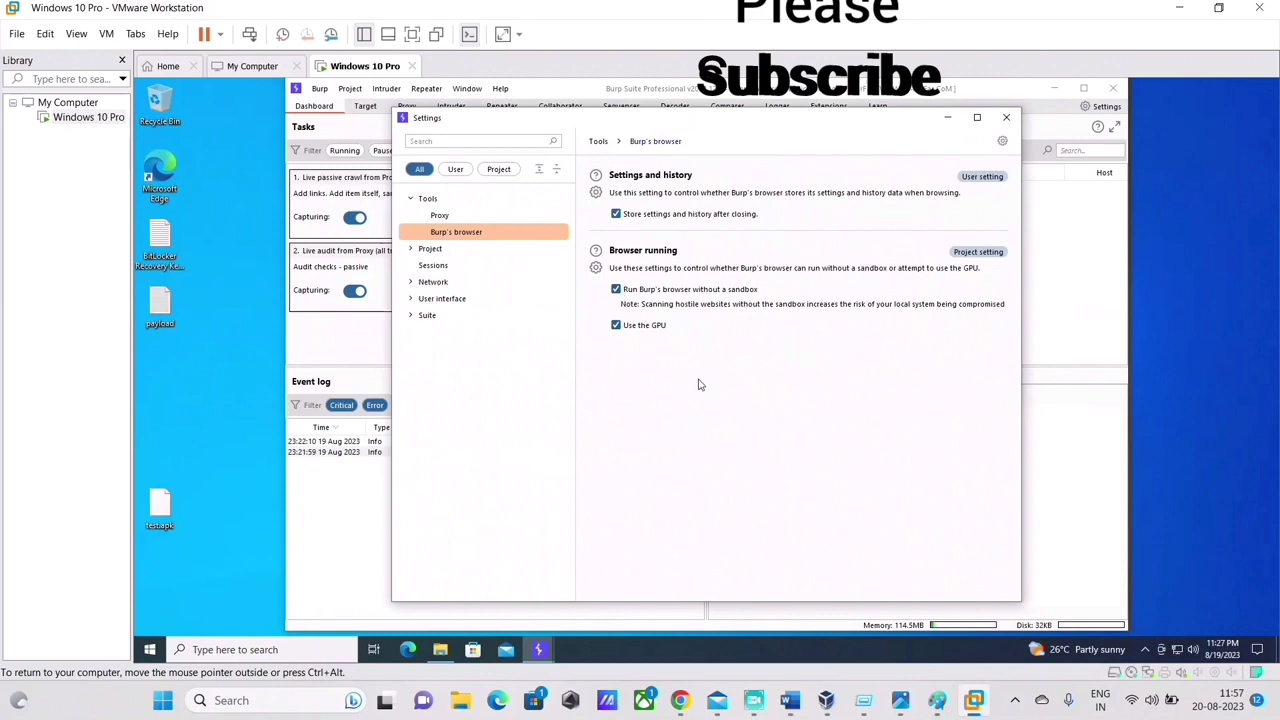 Windows 10 Pro - VMware Workstation
Please
File Edit View VM Tabs Help
Subscribe
Library
Home
My Computer
Windows 10 Pro
Type here to sea...
My Computer
Windows 10 Pro
Burp Project Intruder Repeater Window Help
Burp Suite Professional
Dashboard Target Proxy Intruder Repeater Collaborator Sequencer Decoder Comparer Logger Extensions Learn
Settings
Recycle Bin
Microsoft
Edge
BitLocker
Recovery ke...
payload
test.apk
Tasks
Filter Running Pause
Search...
1. Live passive crawl from Pro
Add links. Add item itself, sa
Capturing:
2. Live audit from Proxy (all t
Audit checks - passive
Capturing:
Host
Event log
Filter Critical Error
Time Type
23:22:10 19 Aug 2023 Info
23:21:59 19 Aug 2023 Info
Settings
Search
All User Project
Tools
Proxy
Burp's browser
Project
Sessions
Network
User interface
Suite
Tools > Burp's browser
Settings and history
User setting
Use this setting to control whether Burp's browser stores its settings and history data when browsing.
Store settings and history after closing.
Browser running
Project setting
Use these settings to control whether Burp's browser can run without a sandbox or attempt to use the GPU.
Run Burp's browser without a sandbox
Note: Scanning hostile websites without the sandbox increases the risk of your local system being compromised
Use the GPU
Memory: 114.5MB
Disk: 32KB
Type here to search
26°C Partly sunny
11:27 PM
8/19/2023
To return to your computer, move the mouse pointer outside or press Ctrl+Alt.
Search
ENG
IN
11:57
20-08-2023
12